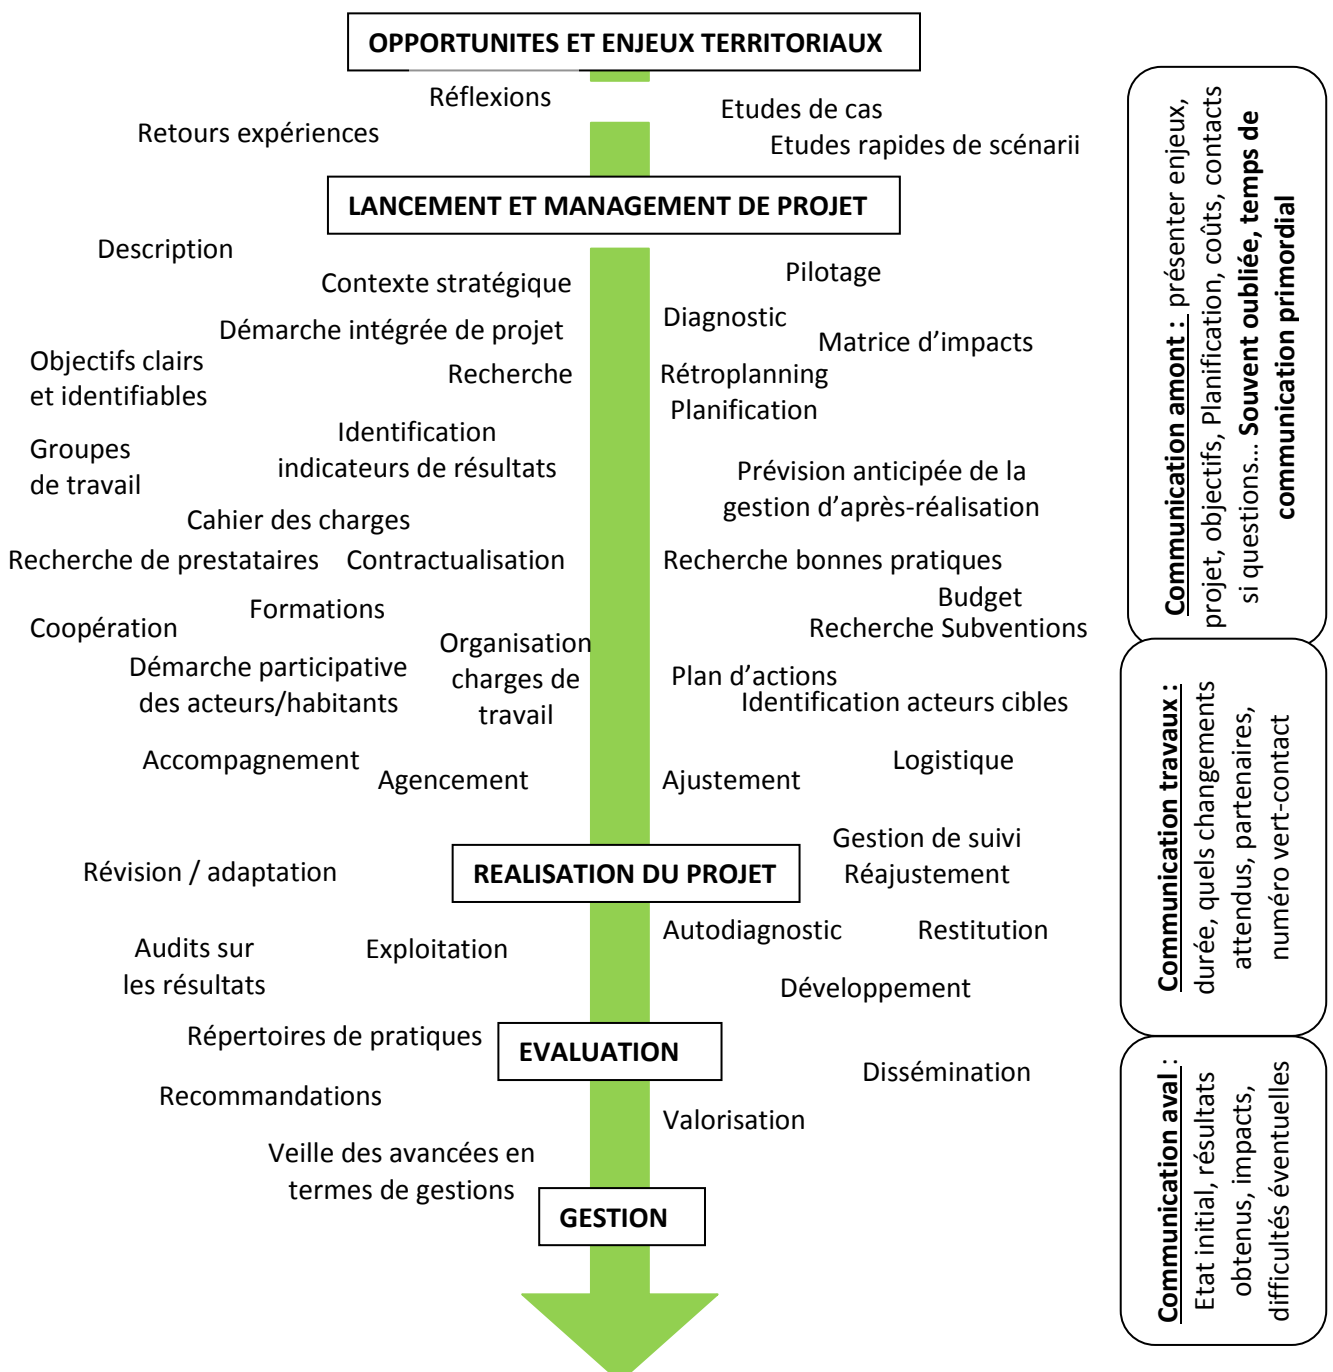 OPPORTUNITES ET ENJEUX TERRITORIAUX
Réflexions
Etudes de cas
Retours expériences
Etudes rapides de scénarii
LANCEMENT ET MANAGEMENT DE PROJET
Description
Pilotage
Contexte stratégique
Diagnostic
Démarche intégrée de projet
Matrice d’impacts
Objectifs clairs
et identifiables
Recherche
Rétroplanning
Planification
Identification
indicateurs de résultats
Groupes
de travail
Prévision anticipée de la
gestion d’après-réalisation
Cahier des charges
Recherche de prestataires
Contractualisation
Recherche bonnes pratiques
Budget
Formations
Coopération
Recherche Subventions
Organisation
charges de
travail
Démarche participative
des acteurs/habitants
Plan d’actions
Identification acteurs cibles
Accompagnement
Logistique
Agencement
Ajustement
Gestion de suivi
Réajustement
Révision / adaptation
REALISATION DU PROJET
Autodiagnostic
Restitution
Audits sur
les résultats
Exploitation
Développement
Répertoires de pratiques
EVALUATION
Dissémination
Recommandations
Valorisation
Veille des avancées en
termes de gestions
GESTION
Communication amont : présenter enjeux,
projet, objectifs, Planification, coûts, contacts
si questions... Souvent oubliée, temps de
communication primordial
Communication travaux :
durée, quels changements
attendus, partenaires,
numéro vert-contact
Communication aval :
Etat initial, résultats
obtenus, impacts,
difficultés éventuelles